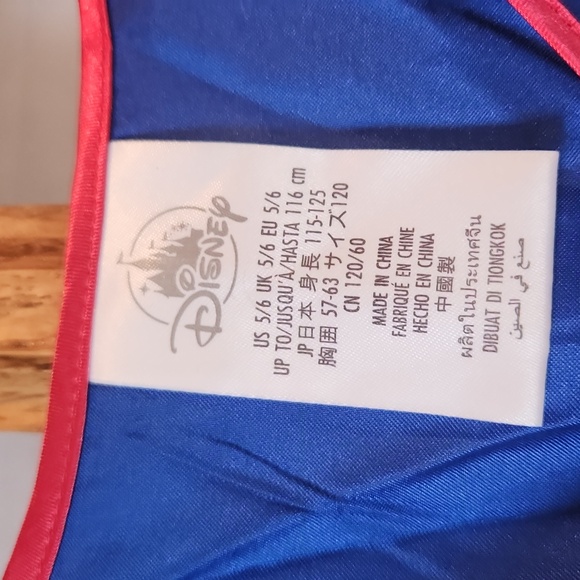 DISNEY
US 5/6 UK 5/6 EU 5/6
UP TO/JUSQU'À/HASTA 116 cm
JP日本 身長 115-125
胸囲 57-63 サイズ120
CN 120/60
MADE IN CHINA
FABRIQUÉ EN CHINE
HECHO EN CHINA
中國製
ผลิตในประเทศจีน
DIBUAT DI TIONGKOK
صنع في الصين